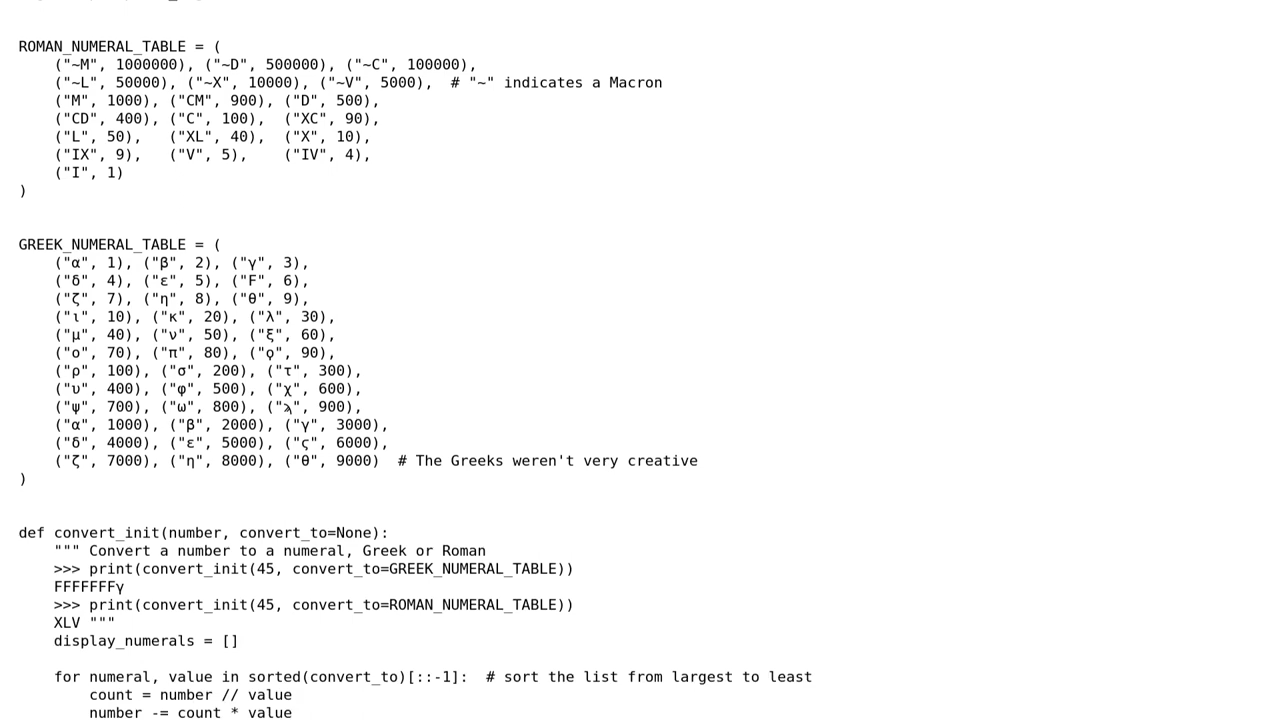 ROMAN_NUMERAL_TABLE = (
    ("~M", 1000000), ("~D", 500000), ("~C", 100000),
    ("~L", 50000), ("~X", 10000), ("~V", 5000),  # "~" indicates a Macron
    ("M", 1000), ("CM", 900), ("D", 500),
    ("CD", 400), ("C", 100),  ("XC", 90),
    ("L", 50),   ("XL", 40),  ("X", 10),
    ("IX", 9),   ("V", 5),    ("IV", 4),
    ("I", 1)
)
GREEK_NUMERAL_TABLE = (
    ("α", 1), ("β", 2), ("γ", 3),
    ("δ", 4), ("ε", 5), ("F", 6),
    ("ζ", 7), ("η", 8), ("θ", 9),
    ("ι", 10), ("κ", 20), ("λ", 30),
    ("μ", 40), ("ν", 50), ("ξ", 60),
    ("ο", 70), ("π", 80), ("ϙ", 90),
    ("ρ", 100), ("σ", 200), ("τ", 300),
    ("υ", 400), ("φ", 500), ("χ", 600),
    ("ψ", 700), ("ω", 800), ("ϡ", 900),
    ("α", 1000), ("β", 2000), ("γ", 3000),
    ("δ", 4000), ("ε", 5000), ("ς", 6000),
    ("ζ", 7000), ("η", 8000), ("θ", 9000)  # The Greeks weren't very creative
)
def convert_init(number, convert_to=None):
    """ Convert a number to a numeral, Greek or Roman
    >>> print(convert_init(45, convert_to=GREEK_NUMERAL_TABLE))
    FFFFFFFγ
    >>> print(convert_init(45, convert_to=ROMAN_NUMERAL_TABLE))
    XLV """
    display_numerals = []
    for numeral, value in sorted(convert_to)[::-1]:  # sort the list from largest to least
        count = number // value
        number -= count * value